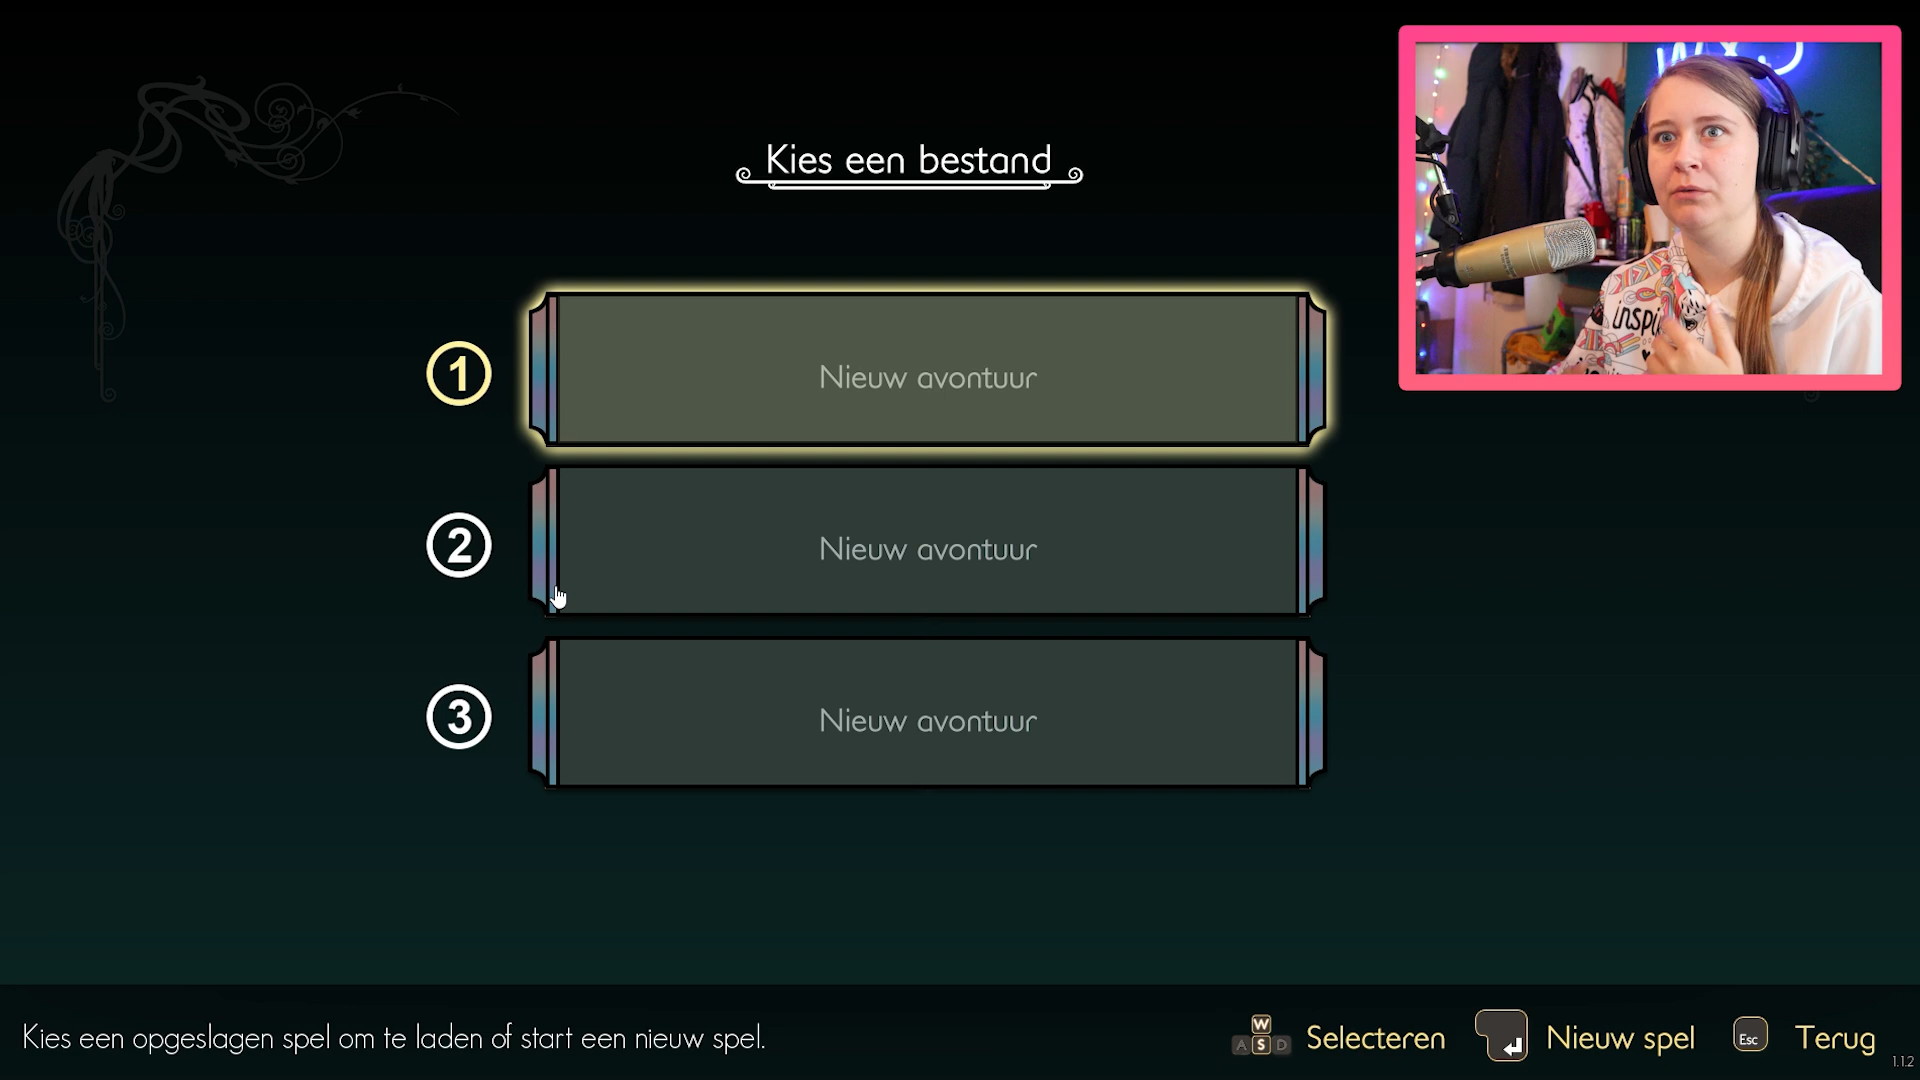 Kies een bestand
1
Nieuw avontuur
2
Nieuw avontuur
3
Nieuw avontuur
Kies een opgeslagen spel om te laden of start een nieuw spel.
W
A S D
Selecteren
Nieuw spel
Esc
Terug
1.1.2